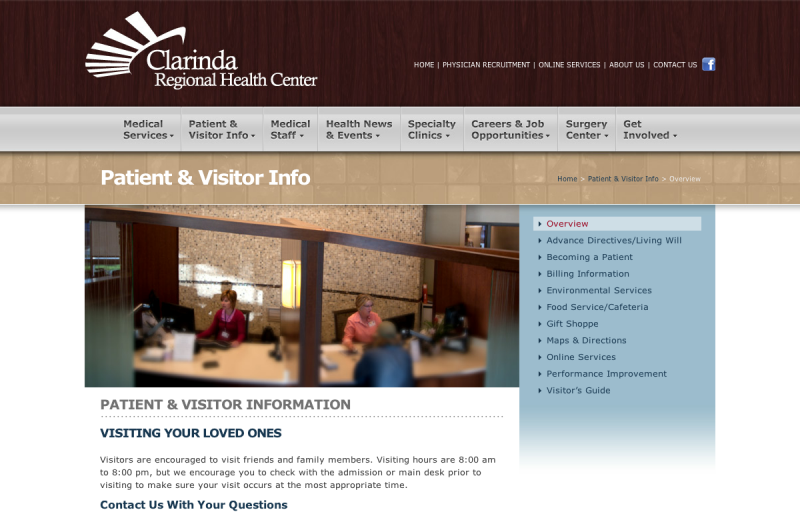 Clarinda
Regional Health Center
HOME | PHYSICIAN RECRUITMENT | ONLINE SERVICES | ABOUT US | CONTACT US
Medical
Services
Patient &
Visitor Info
Medical
Staff
Health News
& Events
Specialty
Clinics
Careers & Job
Opportunities
Surgery
Center
Get
Involved
Patient & Visitor Info
Home > Patient & Visitor Info > Overview
Overview
Advance Directives/Living Will
Becoming a Patient
Billing Information
Environmental Services
Food Service/Cafeteria
Gift Shoppe
Maps & Directions
Online Services
Performance Improvement
Visitor's Guide
PATIENT & VISITOR INFORMATION
VISITING YOUR LOVED ONES
Visitors are encouraged to visit friends and family members. Visiting hours are 8:00 am
to 8:00 pm, but we encourage you to check with the admission or main desk prior to
visiting to make sure your visit occurs at the most appropriate time.
Contact Us With Your Questions